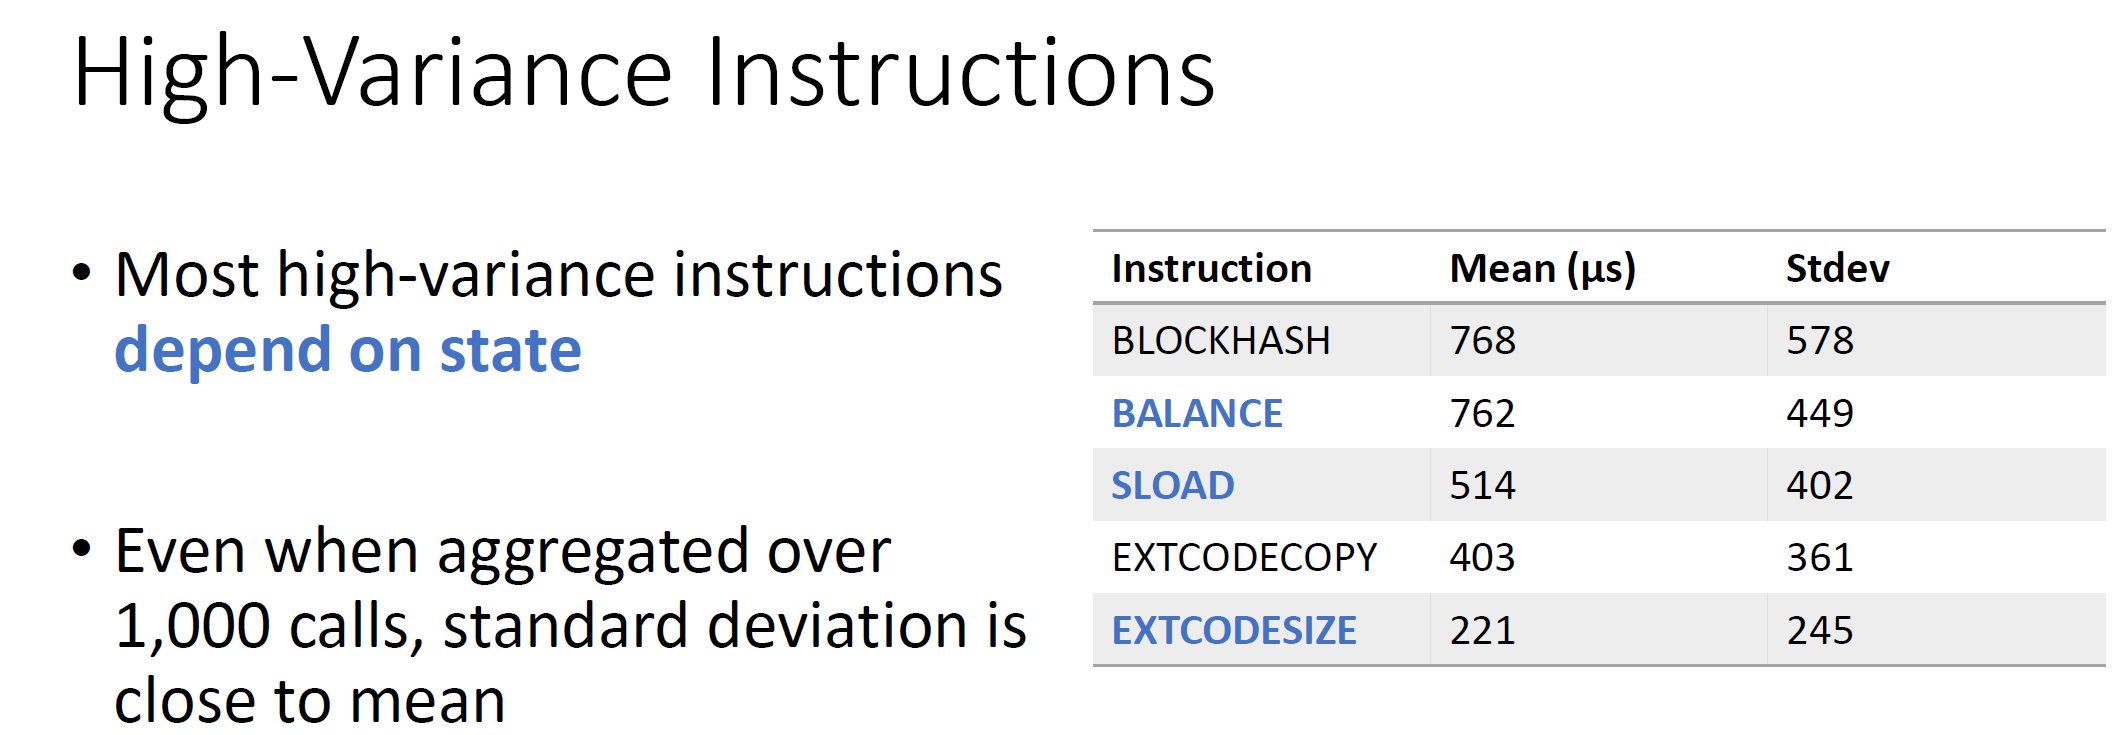 High-Variance Instructions
• Most high-variance instructions
depend on state
• Even when aggregated over
1,000 calls, standard deviation is
close to mean
Instruction Mean (µs) Stdev
BLOCKHASH 768 578
BALANCE 762 449
SLOAD 514 402
EXTCODECOPY 403 361
EXTCODESIZE 221 245